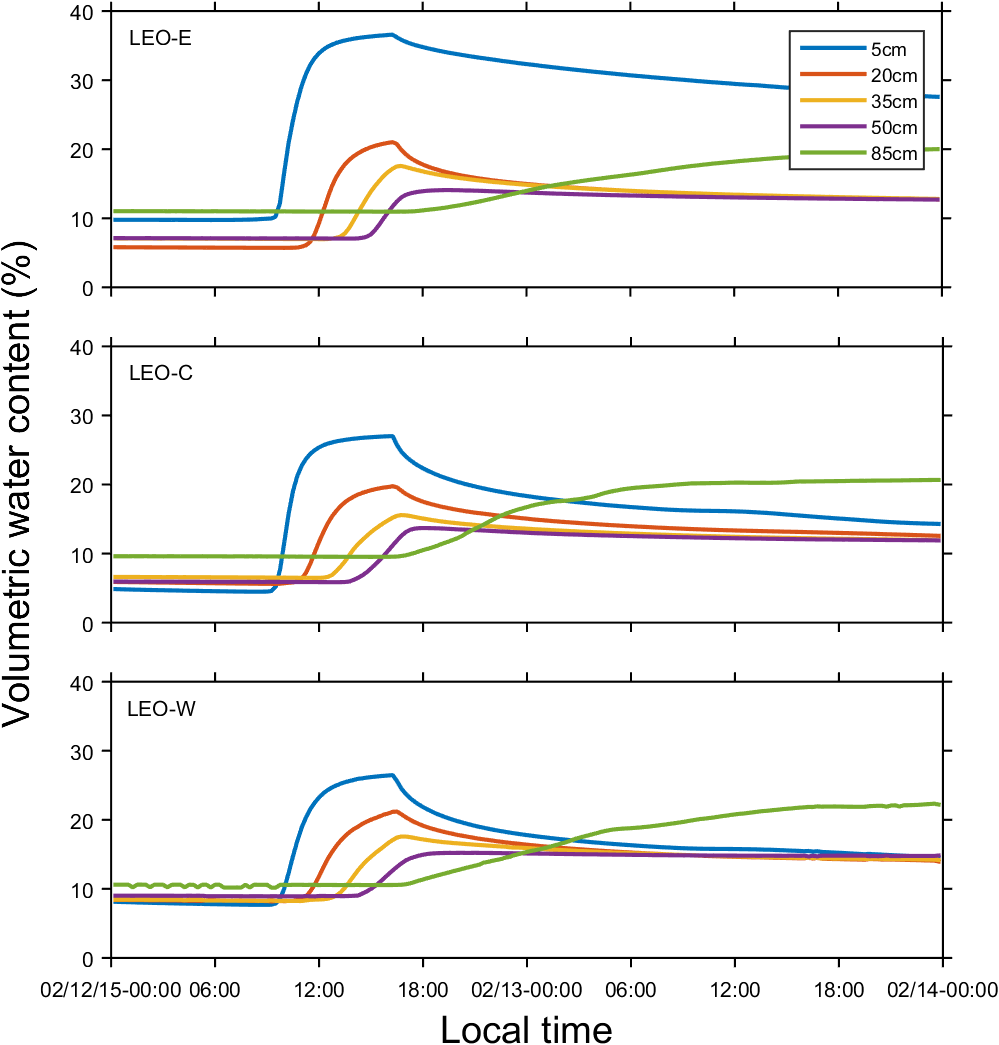 Volumetric water content (%)
40
30
20
10
0
LEO-E
5cm
20cm
35cm
50cm
85cm
40
30
20
10
0
LEO-C
40
30
20
10
0
LEO-W
02/12/15-00:00 06:00 12:00 18:00 02/13-00:00 06:00 12:00 18:00 02/14-00:00
Local time